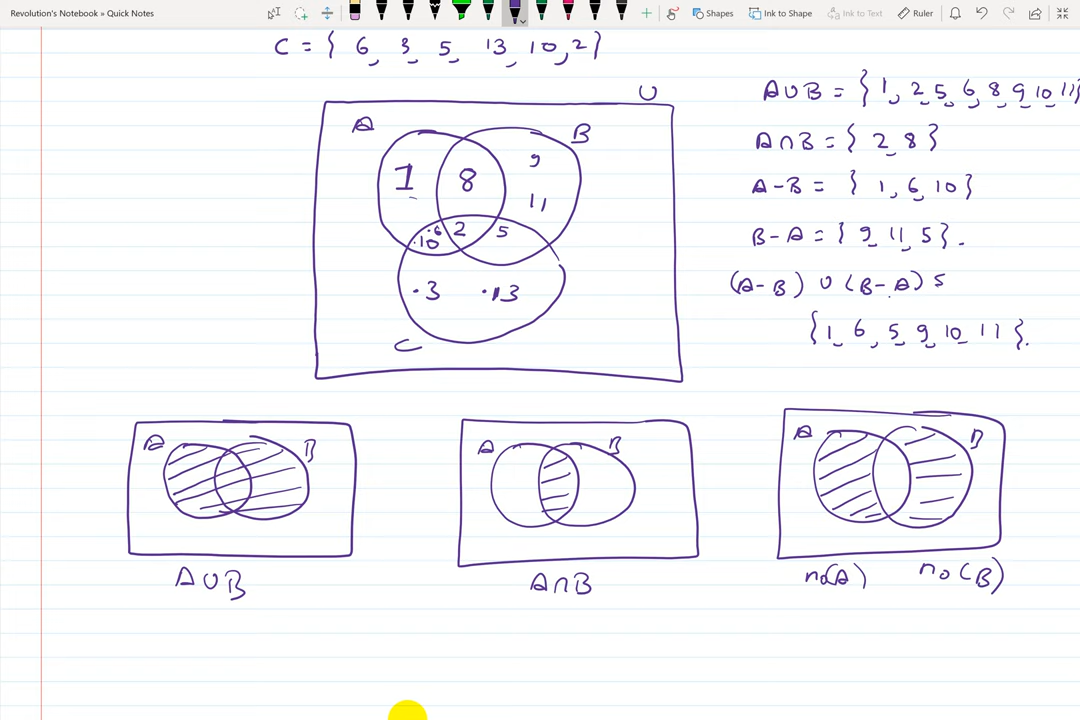 Revolution's Notebook » Quick Notes
Shapes
Ink to Shape
Ink to Text
Ruler
C = { 6, 3, 5, 13, 10, 2}
U
A
B
1
8
9
11
6
10
2
5
3
13
C
A∪B = { 1, 2, 5, 6, 8, 9, 10, 11}
A∩B = { 2, 8 }
A-B = { 1, 6, 10 }
B-A = { 9, 11, 5 }.
(A-B) ∪ (B-A) =
{ 1, 6, 5, 9, 10, 11 }.
A
B
A∪B
A
B
A∩B
A
B
no(A)
no(B)